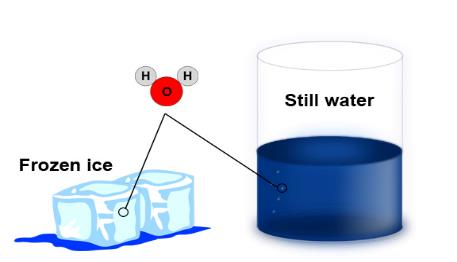 H H
O
Still water
Frozen ice